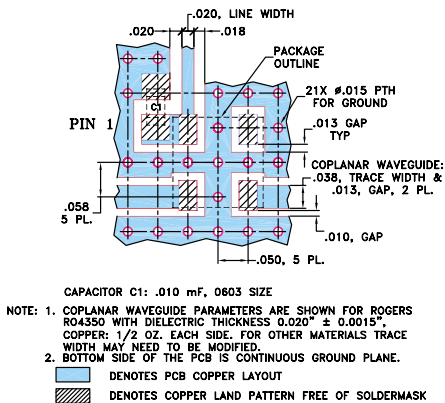 .020, LINE WIDTH
.020
.018
PACKAGE
OUTLINE
21X ø.015 PTH
FOR GROUND
C1
PIN 1
.013 GAP
TYP
COPLANAR WAVEGUIDE:
.038, TRACE WIDTH &
.013, GAP, 2 PL.
.058
5 PL.
.010, GAP
.050, 5 PL.
CAPACITOR C1: .010 mF, 0603 SIZE
NOTE: 1. COPLANAR WAVEGUIDE PARAMETERS ARE SHOWN FOR ROGERS
RO4350 WITH DIELECTRIC THICKNESS 0.020" ± 0.0015",
COPPER: 1/2 OZ. EACH SIDE. FOR OTHER MATERIALS TRACE
WIDTH MAY NEED TO BE MODIFIED.
2. BOTTOM SIDE OF THE PCB IS CONTINUOUS GROUND PLANE.
DENOTES PCB COPPER LAYOUT
DENOTES COPPER LAND PATTERN FREE OF SOLDERMASK